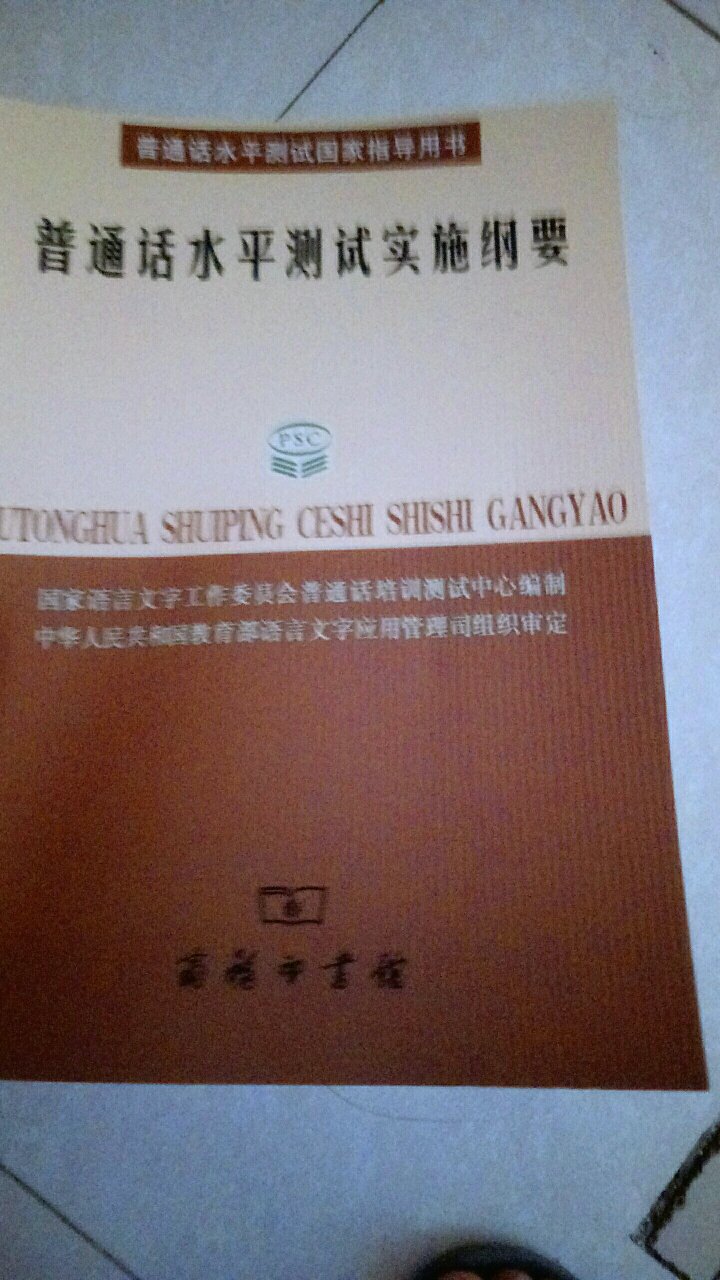 普通话水平测试国家指导用书
普通话水平测试实施纲要
PSC
UTONGHUA SHUIPING CESHI SHISHI GANGYAO
国家语言文字工作委员会普通话培训测试中心编制
中华人民共和国教育部语言文字应用管理司组织审定
商務印書館